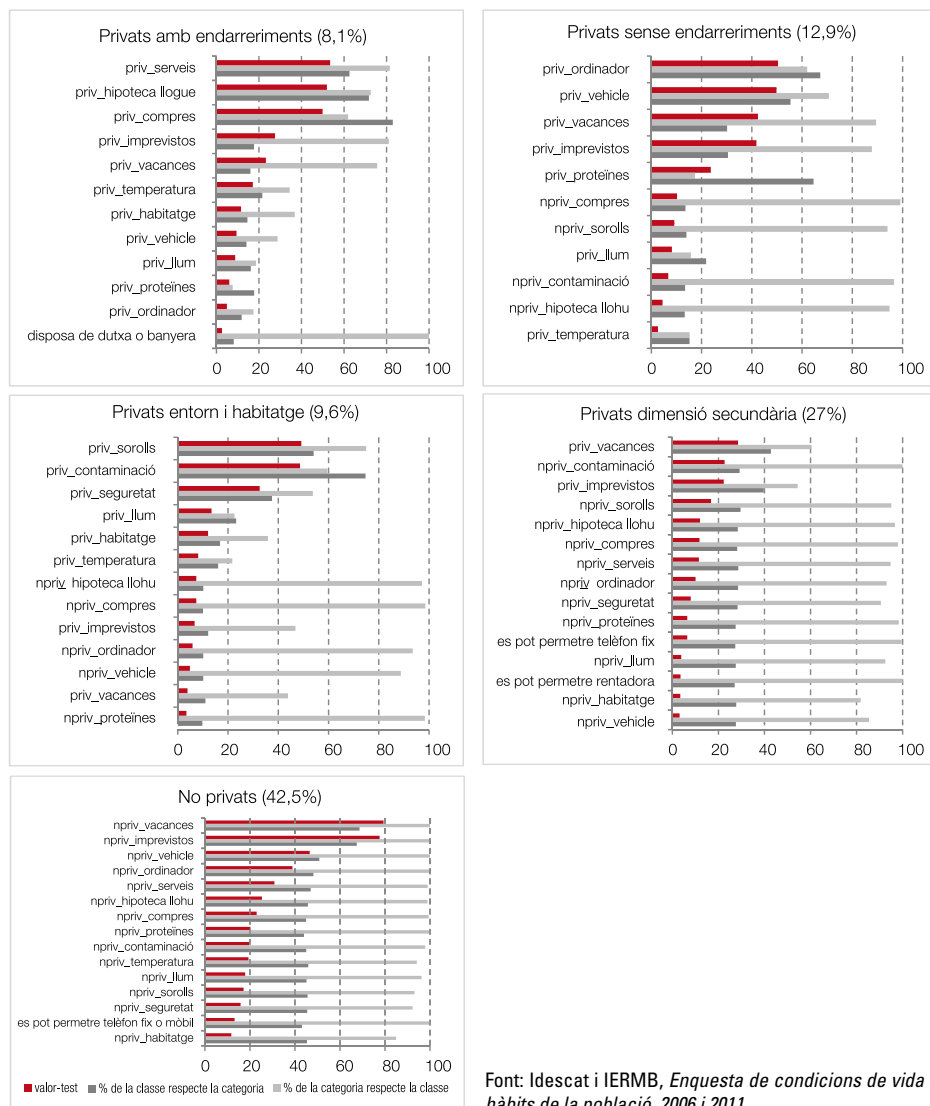 Privats amb endarreriments (8,1%)
priv_serveis
priv_hipoteca llogue
priv_compres
priv_imprevistos
priv_vacances
priv_temperatura
priv_habitatge
priv_vehicle
priv_llum
priv_proteïnes
priv_ordinador
disposa de dutxa o banyera
0 20 40 60 80 100
Privats sense endarreriments (12,9%)
priv_ordinador
priv_vehicle
priv_vacances
priv_imprevistos
priv_proteïnes
npriv_compres
npriv_sorolls
priv_llum
npriv_contaminació
npriv_hipoteca llohu
priv_temperatura
0 20 40 60 80 100
Privats entorn i habitatge (9,6%)
priv_sorolls
priv_contaminació
priv_seguretat
priv_llum
priv_habitatge
priv_temperatura
npriv_hipoteca llohu
npriv_compres
priv_imprevistos
npriv_ordinador
npriv_vehicle
priv_vacances
npriv_proteïnes
0 20 40 60 80 100
Privats dimensió secundària (27%)
priv_vacances
npriv_contaminació
priv_imprevistos
npriv_sorolls
npriv_hipoteca llohu
npriv_compres
npriv_serveis
npriv_ordinador
npriv_seguretat
npriv_proteïnes
es pot permetre telèfon fix
npriv_llum
es pot permetre rentadora
npriv_habitatge
npriv_vehicle
0 20 40 60 80 100
No privats (42,5%)
npriv_vacances
npriv_imprevistos
npriv_vehicle
npriv_ordinador
npriv_serveis
npriv_hipoteca llohu
npriv_compres
npriv_proteïnes
npriv_contaminació
npriv_temperatura
npriv_llum
npriv_sorolls
npriv_seguretat
es pot permetre telèfon fix o mòbil
npriv_habitatge
0 20 40 60 80 100
valor-test % de la classe respecte la categoria % de la categoria respecte la classe
Font: Idescat i IERMB, Enquesta de condicions de vida
hàbits de la població, 2006 i 2011